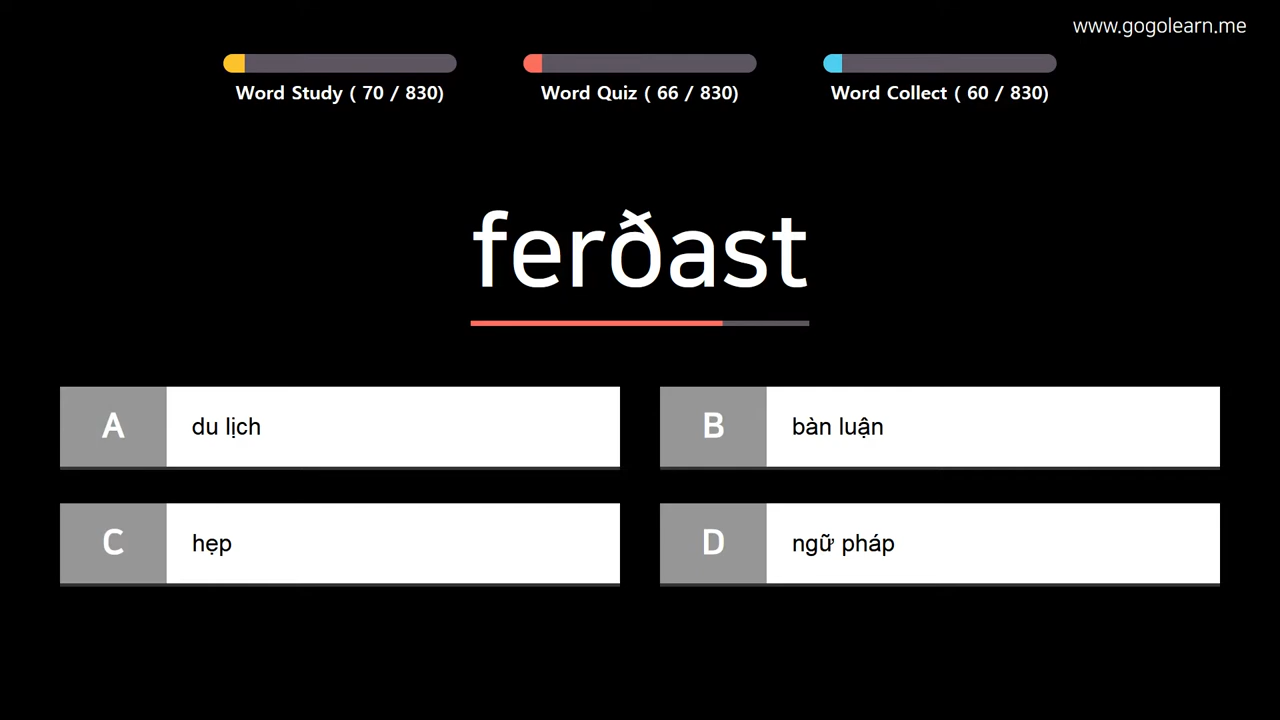 www.gogolearn.me
Word Study ( 70 / 830)
Word Quiz ( 66 / 830)
Word Collect ( 60 / 830)
ferðast
A du lịch
B bàn luận
C hẹp
D ngữ pháp